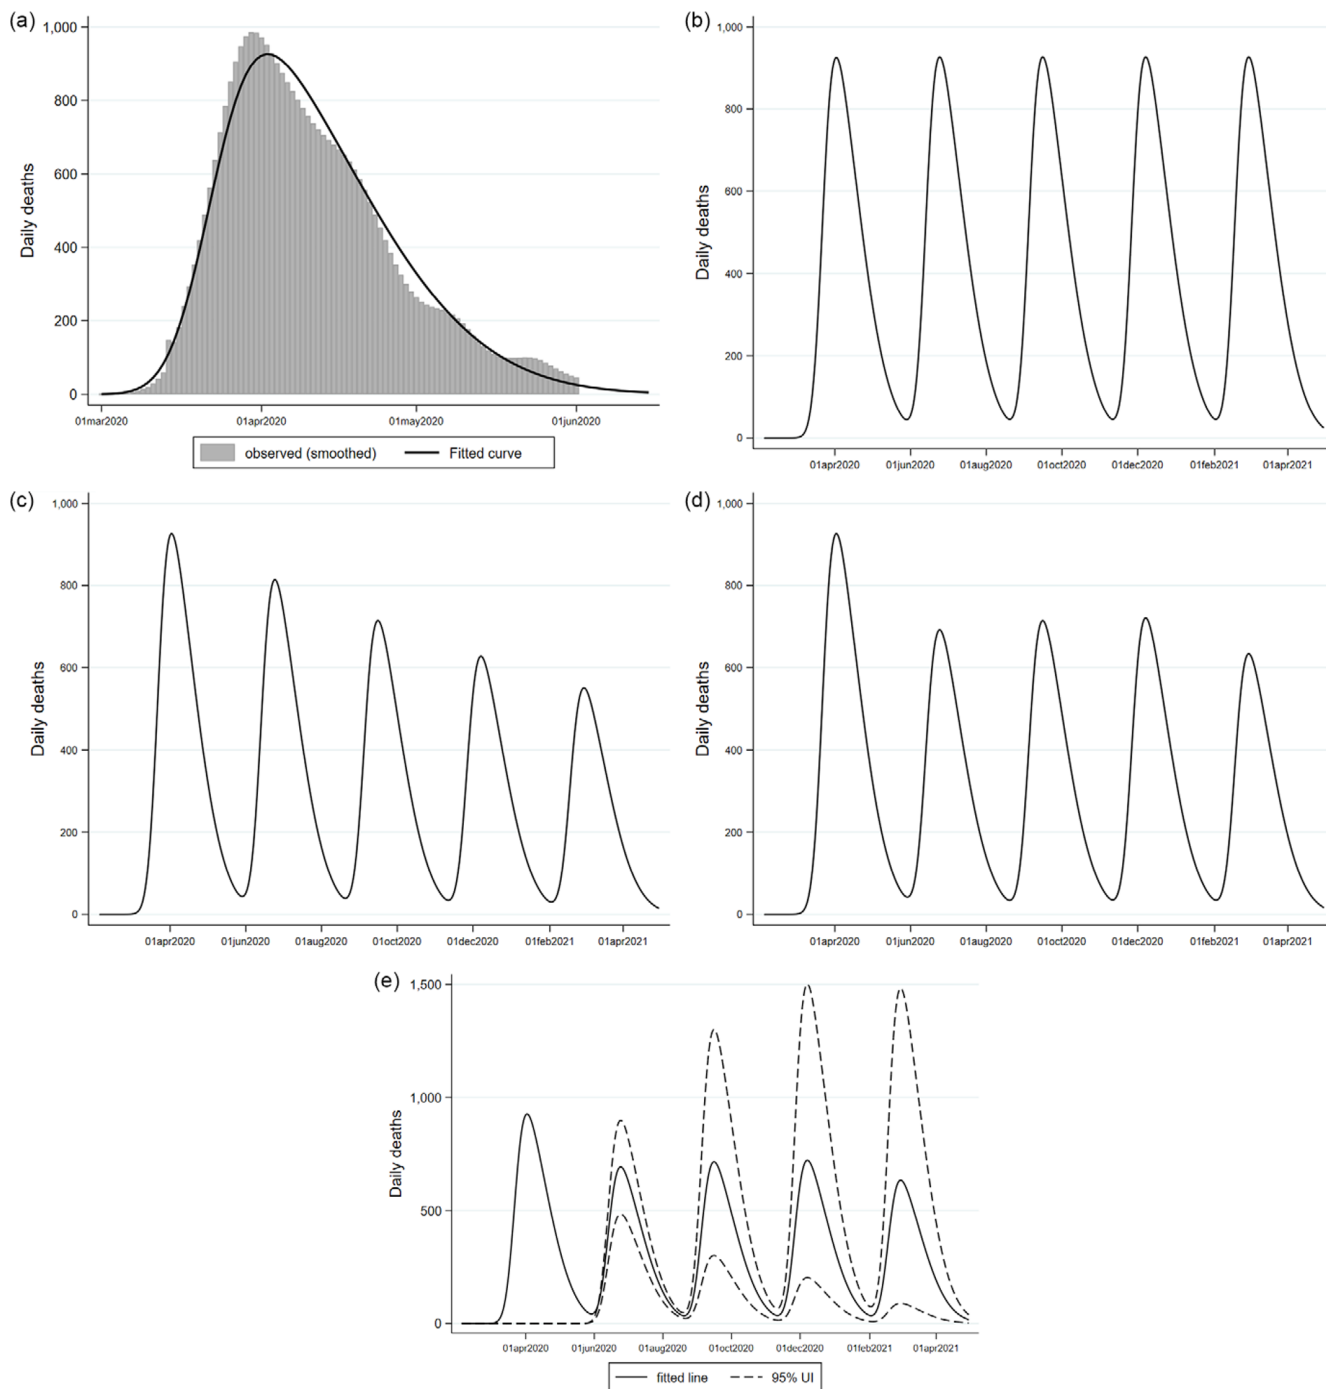 (a)
1,000
800
600
400
200
0
Daily deaths
01mar2020 01apr2020 01may2020 01jun2020
observed (smoothed) Fitted curve
(b)
1,000
800
600
400
200
0
Daily deaths
01apr2020 01jun2020 01aug2020 01oct2020 01dec2020 01feb2021 01apr2021
(c)
1,000
800
600
400
200
0
Daily deaths
01apr2020 01jun2020 01aug2020 01oct2020 01dec2020 01feb2021 01apr2021
(d)
1,000
800
600
400
200
0
Daily deaths
01apr2020 01jun2020 01aug2020 01oct2020 01dec2020 01feb2021 01apr2021
(e)
1,500
1,000
500
0
Daily deaths
01apr2020 01jun2020 01aug2020 01oct2020 01dec2020 01feb2021 01apr2021
fitted line 95% UI